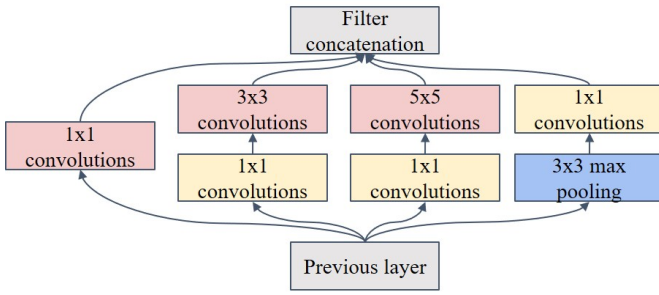 Filter
concatenation
3x3
convolutions
5x5
convolutions
1x1
convolutions
1x1
convolutions
1x1
convolutions
1x1
convolutions
3x3 max
pooling
Previous layer